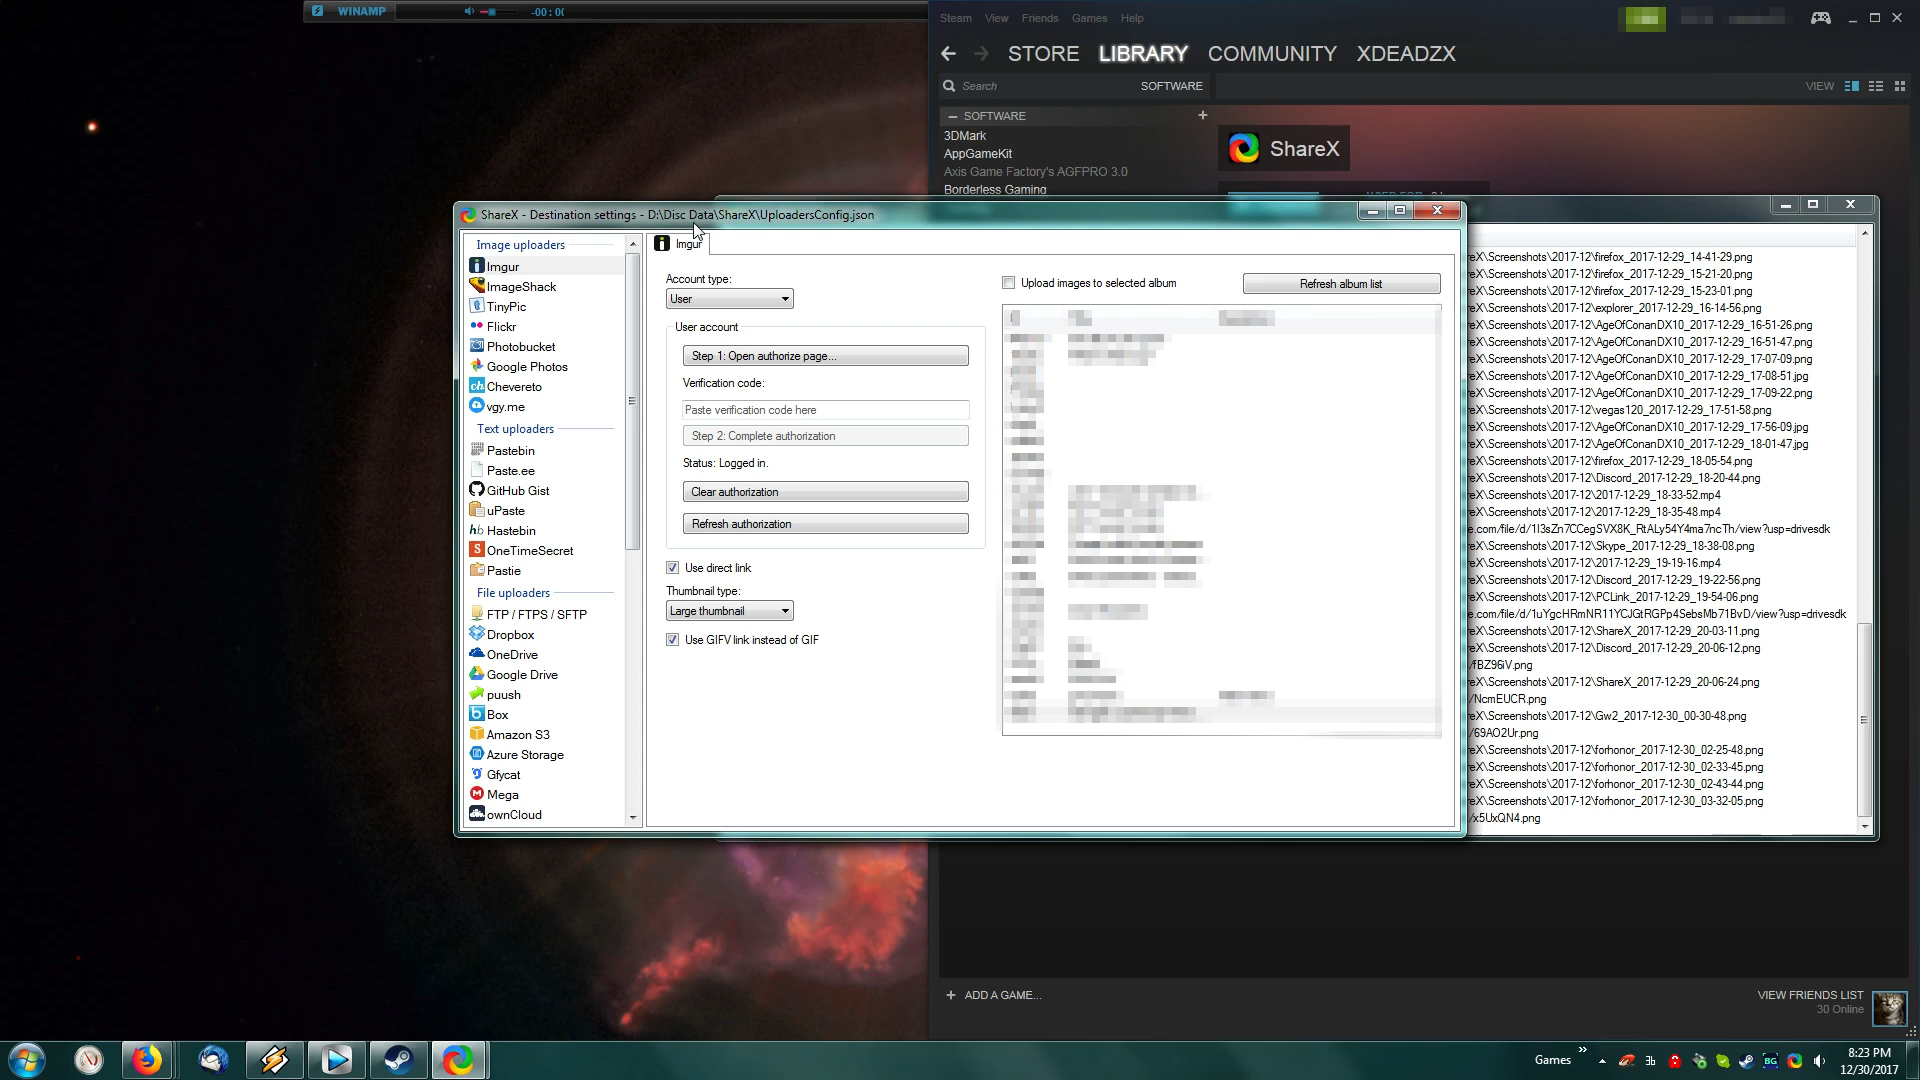 WINAMP
-00:0(
Steam View Friends Games Help
STORE LIBRARY COMMUNITY XDEADZX
Search
SOFTWARE
VIEW
SOFTWARE
3DMark
AppGameKit
Axis Game Factory's AGFPRO 3.0
Borderless Gaming
ShareX
ShareX - Destination settings - D:\Disc Data\ShareX\UploadersConfig.json
Image uploaders
Imgur
ImageShack
TinyPic
Flickr
Photobucket
Google Photos
Chevereto
vgy.me
Text uploaders
Pastebin
Paste.ee
GitHub Gist
uPaste
Hastebin
OneTimeSecret
Pastie
File uploaders
FTP / FTPS / SFTP
Dropbox
OneDrive
Google Drive
puush
Box
Amazon S3
Azure Storage
Gfycat
Mega
ownCloud
Imgur
Account type:
User
User account
Step 1: Open authorize page...
Verification code:
Paste verification code here
Step 2: Complete authorization
Status: Logged in.
Clear authorization
Refresh authorization
Use direct link
Thumbnail type:
Large thumbnail
Use GIFV link instead of GIF
Upload images to selected album
Refresh album list
eX\Screenshots\2017-12\firefox_2017-12-29_14-41-29.png
eX\Screenshots\2017-12\firefox_2017-12-29_15-21-20.png
eX\Screenshots\2017-12\firefox_2017-12-29_15-23-01.png
eX\Screenshots\2017-12\explorer_2017-12-29_16-14-56.png
eX\Screenshots\2017-12\AgeOfConanDX10_2017-12-29_16-51-26.png
eX\Screenshots\2017-12\AgeOfConanDX10_2017-12-29_16-51-47.png
eX\Screenshots\2017-12\AgeOfConanDX10_2017-12-29_17-07-09.png
eX\Screenshots\2017-12\AgeOfConanDX10_2017-12-29_17-08-51.jpg
eX\Screenshots\2017-12\AgeOfConanDX10_2017-12-29_17-09-22.png
eX\Screenshots\2017-12\vegas120_2017-12-29_17-51-58.png
eX\Screenshots\2017-12\AgeOfConanDX10_2017-12-29_17-56-09.jpg
eX\Screenshots\2017-12\AgeOfConanDX10_2017-12-29_18-01-47.jpg
eX\Screenshots\2017-12\firefox_2017-12-29_18-05-54.png
eX\Screenshots\2017-12\Discord_2017-12-29_18-20-44.png
eX\Screenshots\2017-12\2017-12-29_18-33-52.mp4
eX\Screenshots\2017-12\2017-12-29_18-35-48.mp4
e.com/file/d/1I3sZn7CCegSVX8K_RtALy54Y4ma7ncTh/view?usp=drivesdk
eX\Screenshots\2017-12\Skype_2017-12-29_18-38-08.png
eX\Screenshots\2017-12\2017-12-29_19-19-16.mp4
eX\Screenshots\2017-12\Discord_2017-12-29_19-22-56.png
eX\Screenshots\2017-12\PCLink_2017-12-29_19-54-06.png
e.com/file/d/1uYgcHRmNR11YCJGtRGPp4SebsMb71BvD/view?usp=drivesdk
eX\Screenshots\2017-12\ShareX_2017-12-29_20-03-11.png
eX\Screenshots\2017-12\Discord_2017-12-29_20-06-12.png
/fBZ96iV.png
eX\Screenshots\2017-12\ShareX_2017-12-29_20-06-24.png
/NcmEUCR.png
eX\Screenshots\2017-12\Gw2_2017-12-30_00-30-48.png
/69AO2Ur.png
eX\Screenshots\2017-12\forhonor_2017-12-30_02-25-48.png
eX\Screenshots\2017-12\forhonor_2017-12-30_02-33-45.png
eX\Screenshots\2017-12\forhonor_2017-12-30_02-43-44.png
eX\Screenshots\2017-12\forhonor_2017-12-30_03-32-05.png
/x5UxQN4.png
ADD A GAME...
VIEW FRIENDS LIST
30 Online
Games
8:23 PM
12/30/2017